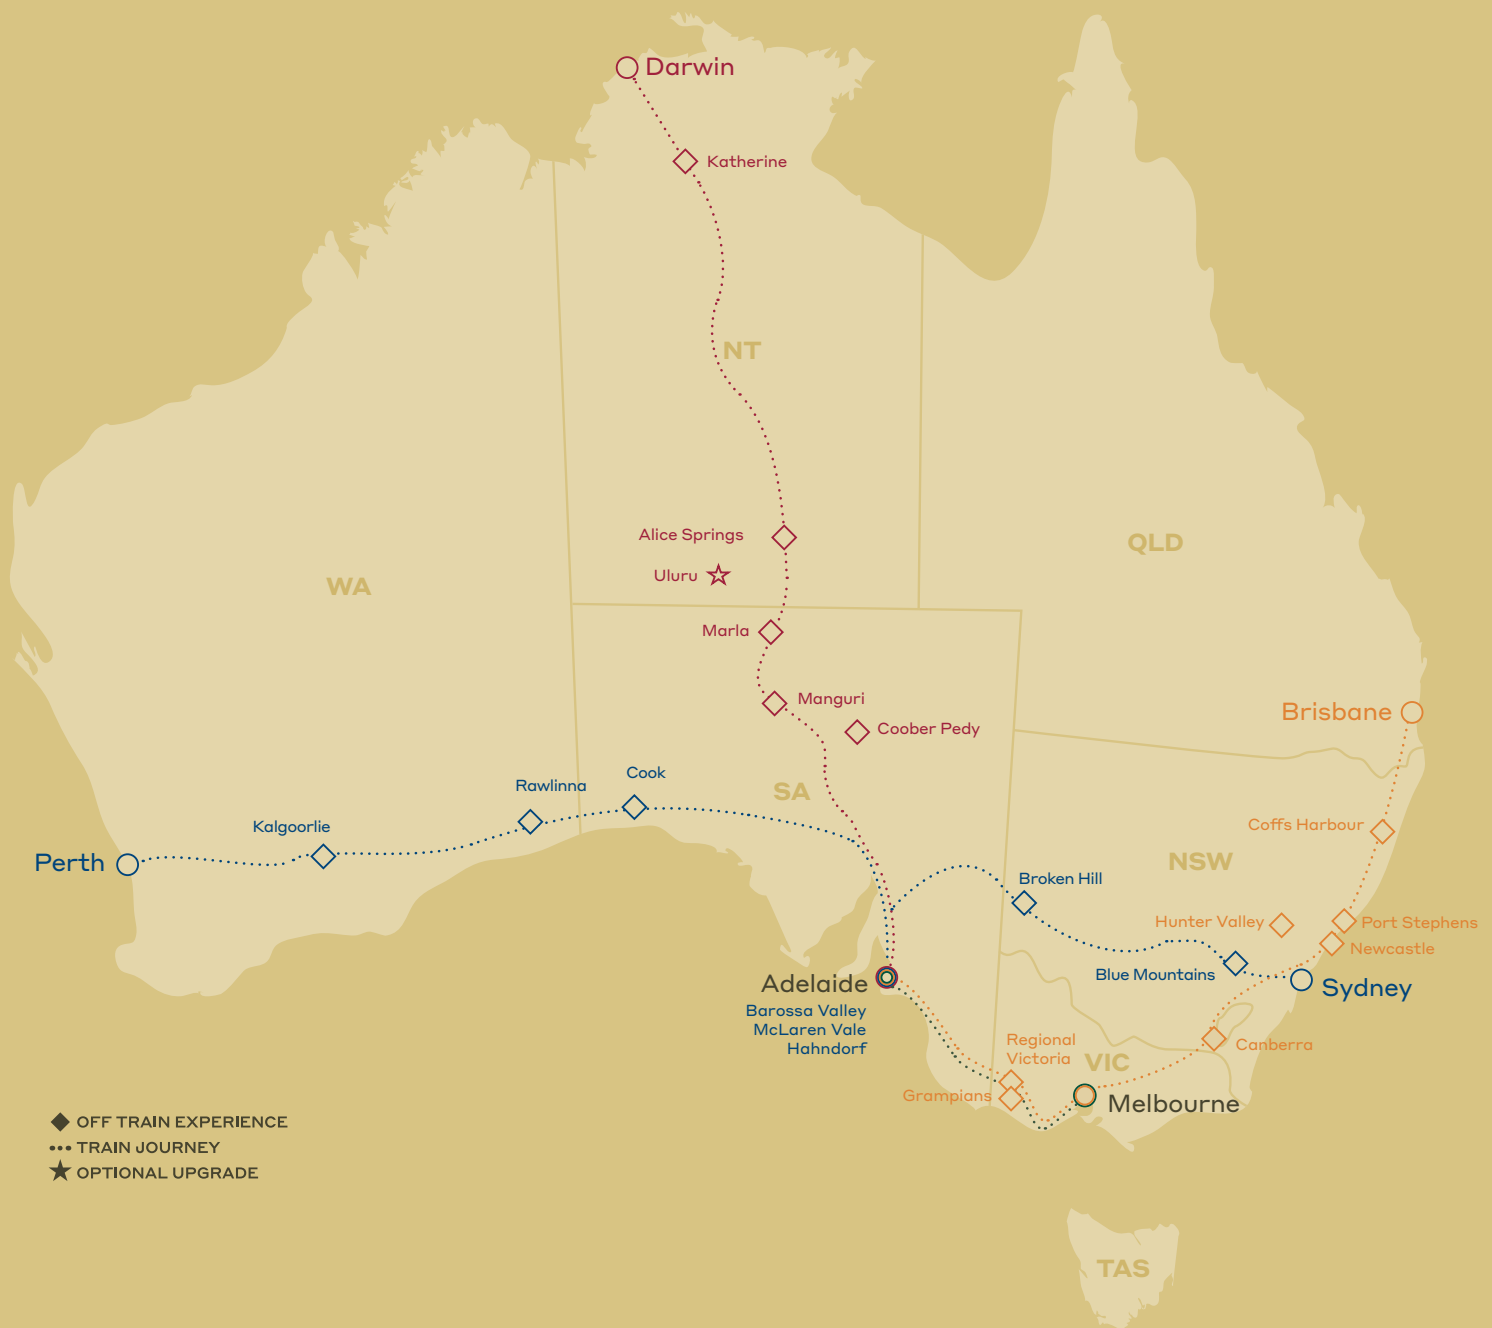 Darwin
Katherine
NT
Alice Springs
Uluru
QLD
WA
Marla
Manguri
Coober Pedy
Brisbane
Cook
Rawlinna
SA
Kalgoorlie
Coffs Harbour
Perth
NSW
Broken Hill
Hunter Valley
Port Stephens
Newcastle
Blue Mountains
Adelaide
Sydney
Barossa Valley
McLaren Vale
Hahndorf
Regional
Victoria
Canberra
VIC
Grampians
Melbourne
OFF TRAIN EXPERIENCE
TRAIN JOURNEY
OPTIONAL UPGRADE
TAS